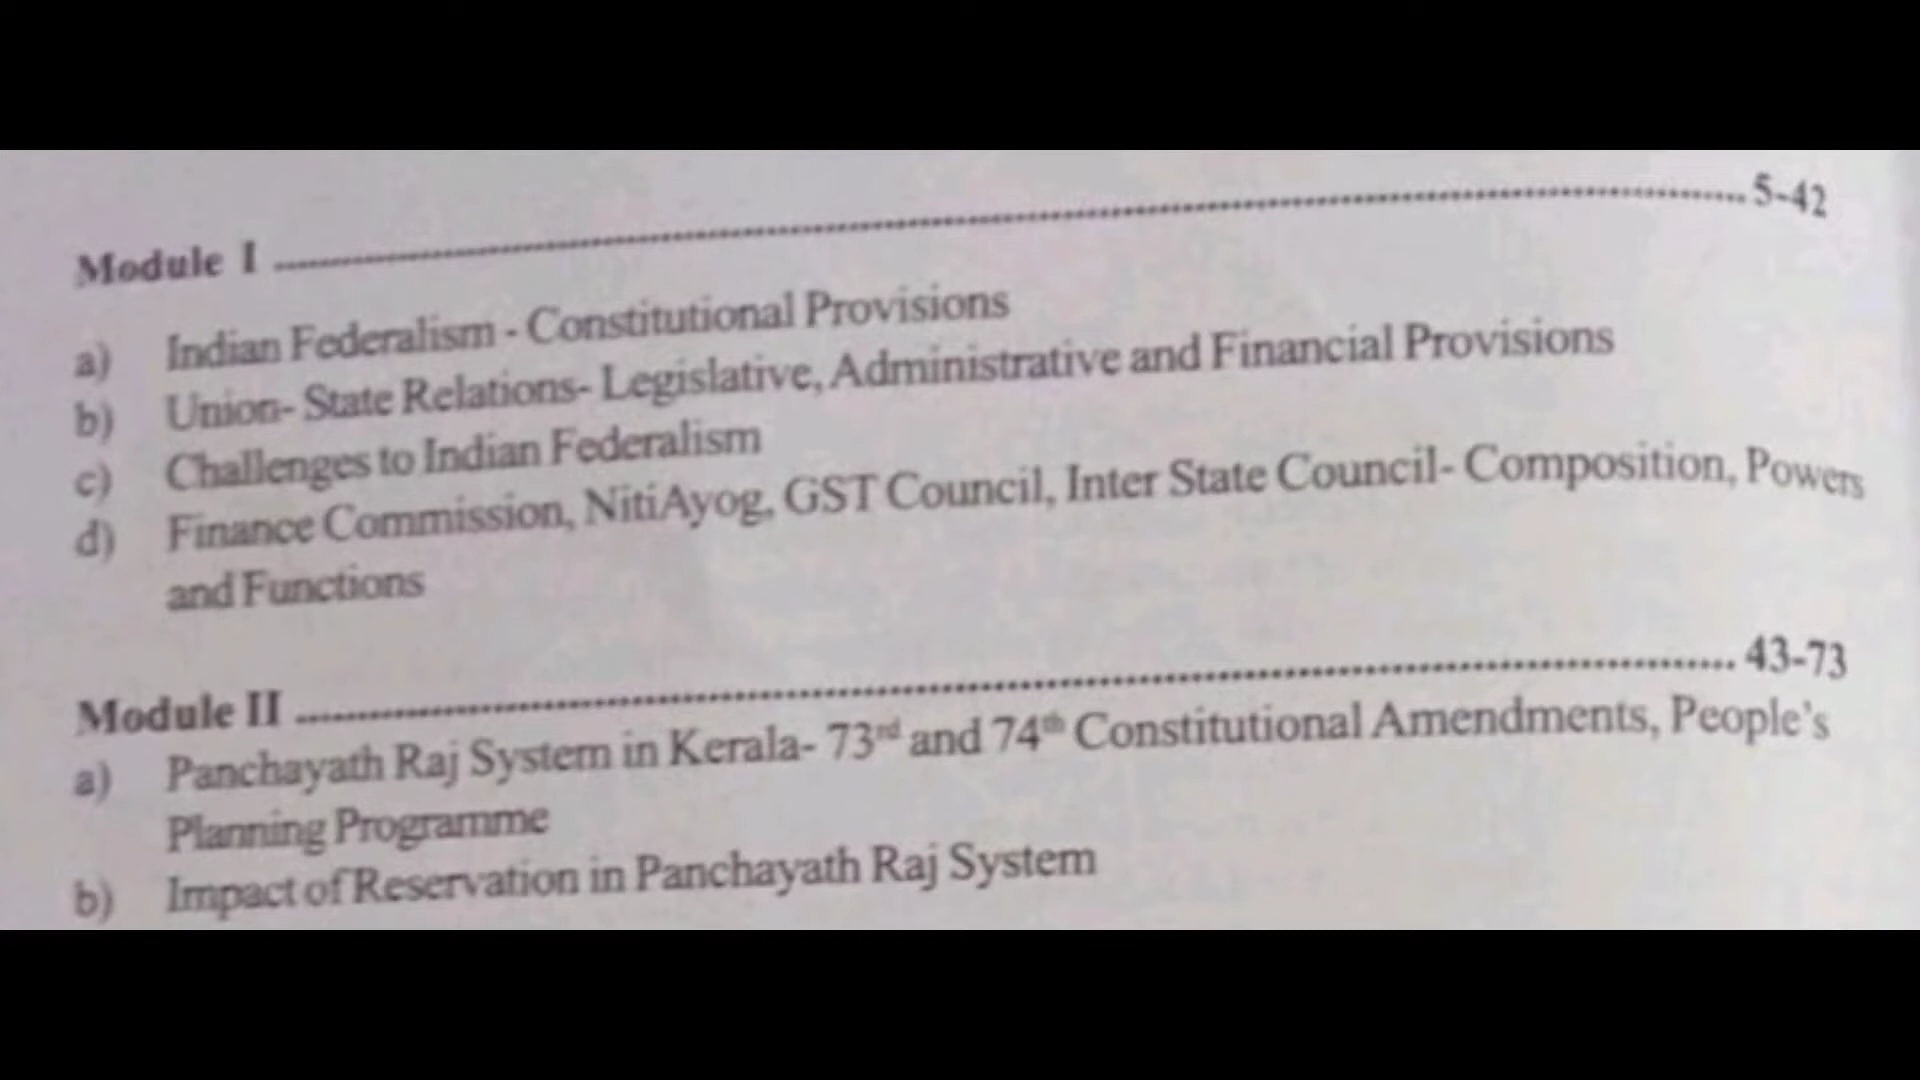 Module I ........................................ 5-42
a) Indian Federalism - Constitutional Provisions
b) Union- State Relations- Legislative, Administrative and Financial Provisions
c) Challenges to Indian Federalism
d) Finance Commission, NitiAyog, GST Council, Inter State Council- Composition, Powers
and Functions
Module II ........................................ 43-73
a) Panchayath Raj System in Kerala- 73rd and 74th Constitutional Amendments, People's
Planning Programme
b) Impact of Reservation in Panchayath Raj System